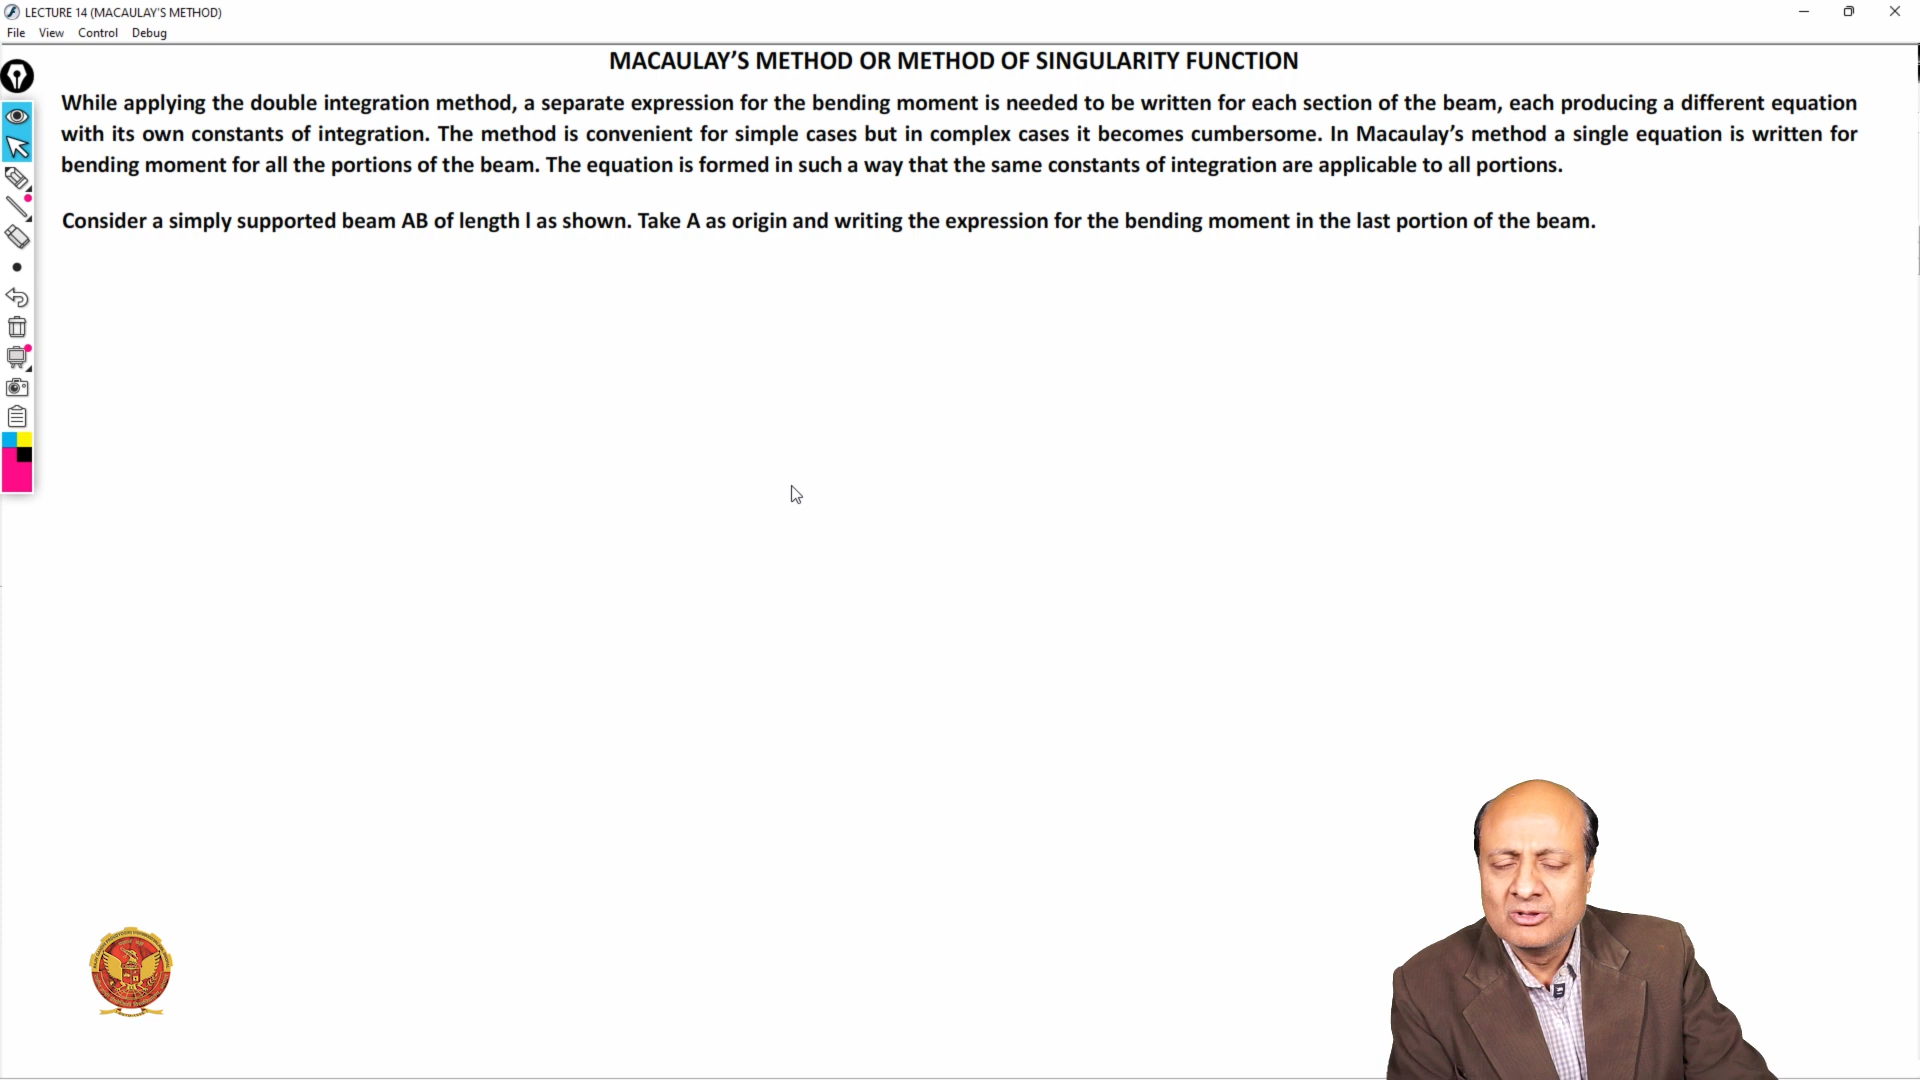 LECTURE 14 (MACAULAY'S METHOD)
File View Control Debug
MACAULAY’S METHOD OR METHOD OF SINGULARITY FUNCTION
While applying the double integration method, a separate expression for the bending moment is needed to be written for each section of the beam, each producing a different equation
with its own constants of integration. The method is convenient for simple cases but in complex cases it becomes cumbersome. In Macaulay’s method a single equation is written for
bending moment for all the portions of the beam. The equation is formed in such a way that the same constants of integration are applicable to all portions.
Consider a simply supported beam AB of length l as shown. Take A as origin and writing the expression for the bending moment in the last portion of the beam.